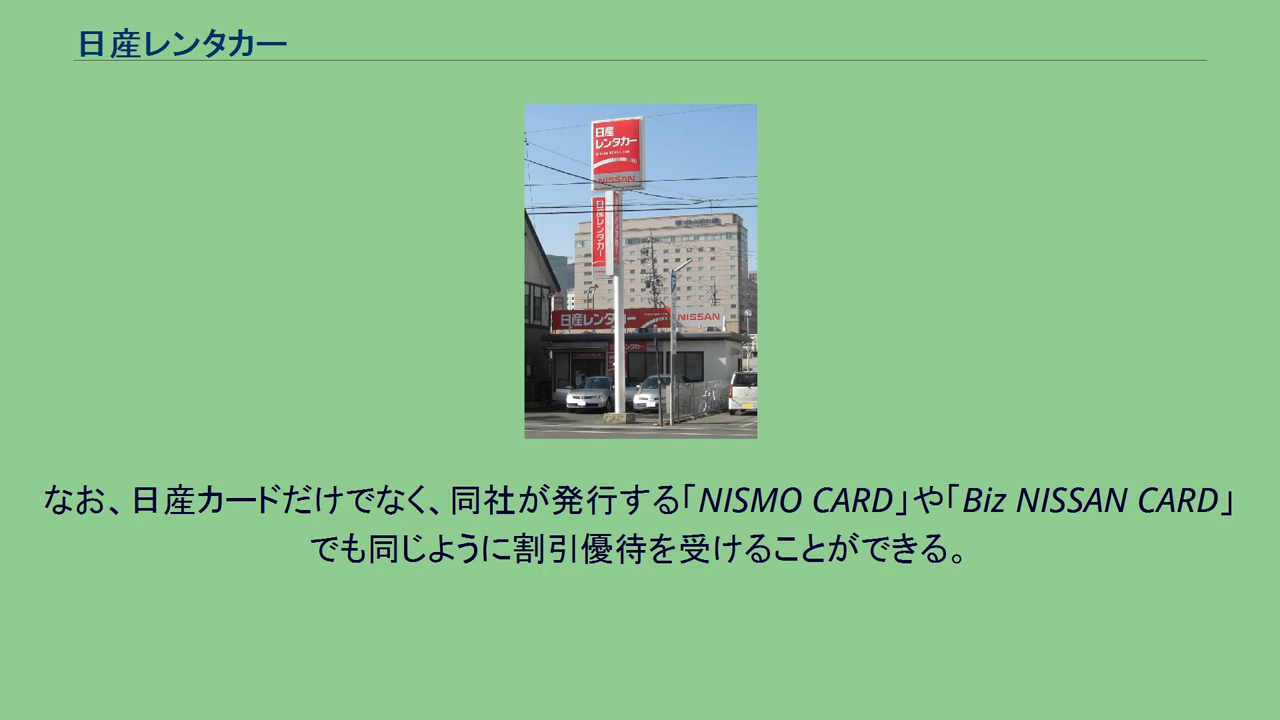 日産レンタカー
日産
レンタカー
NISSAN
日産レンタカー
日産レンタカー
NISSAN
なお、日産カードだけでなく、同社が発行する「NISMO CARD」や「Biz NISSAN CARD」
でも同じように割引優待を受けることができる。